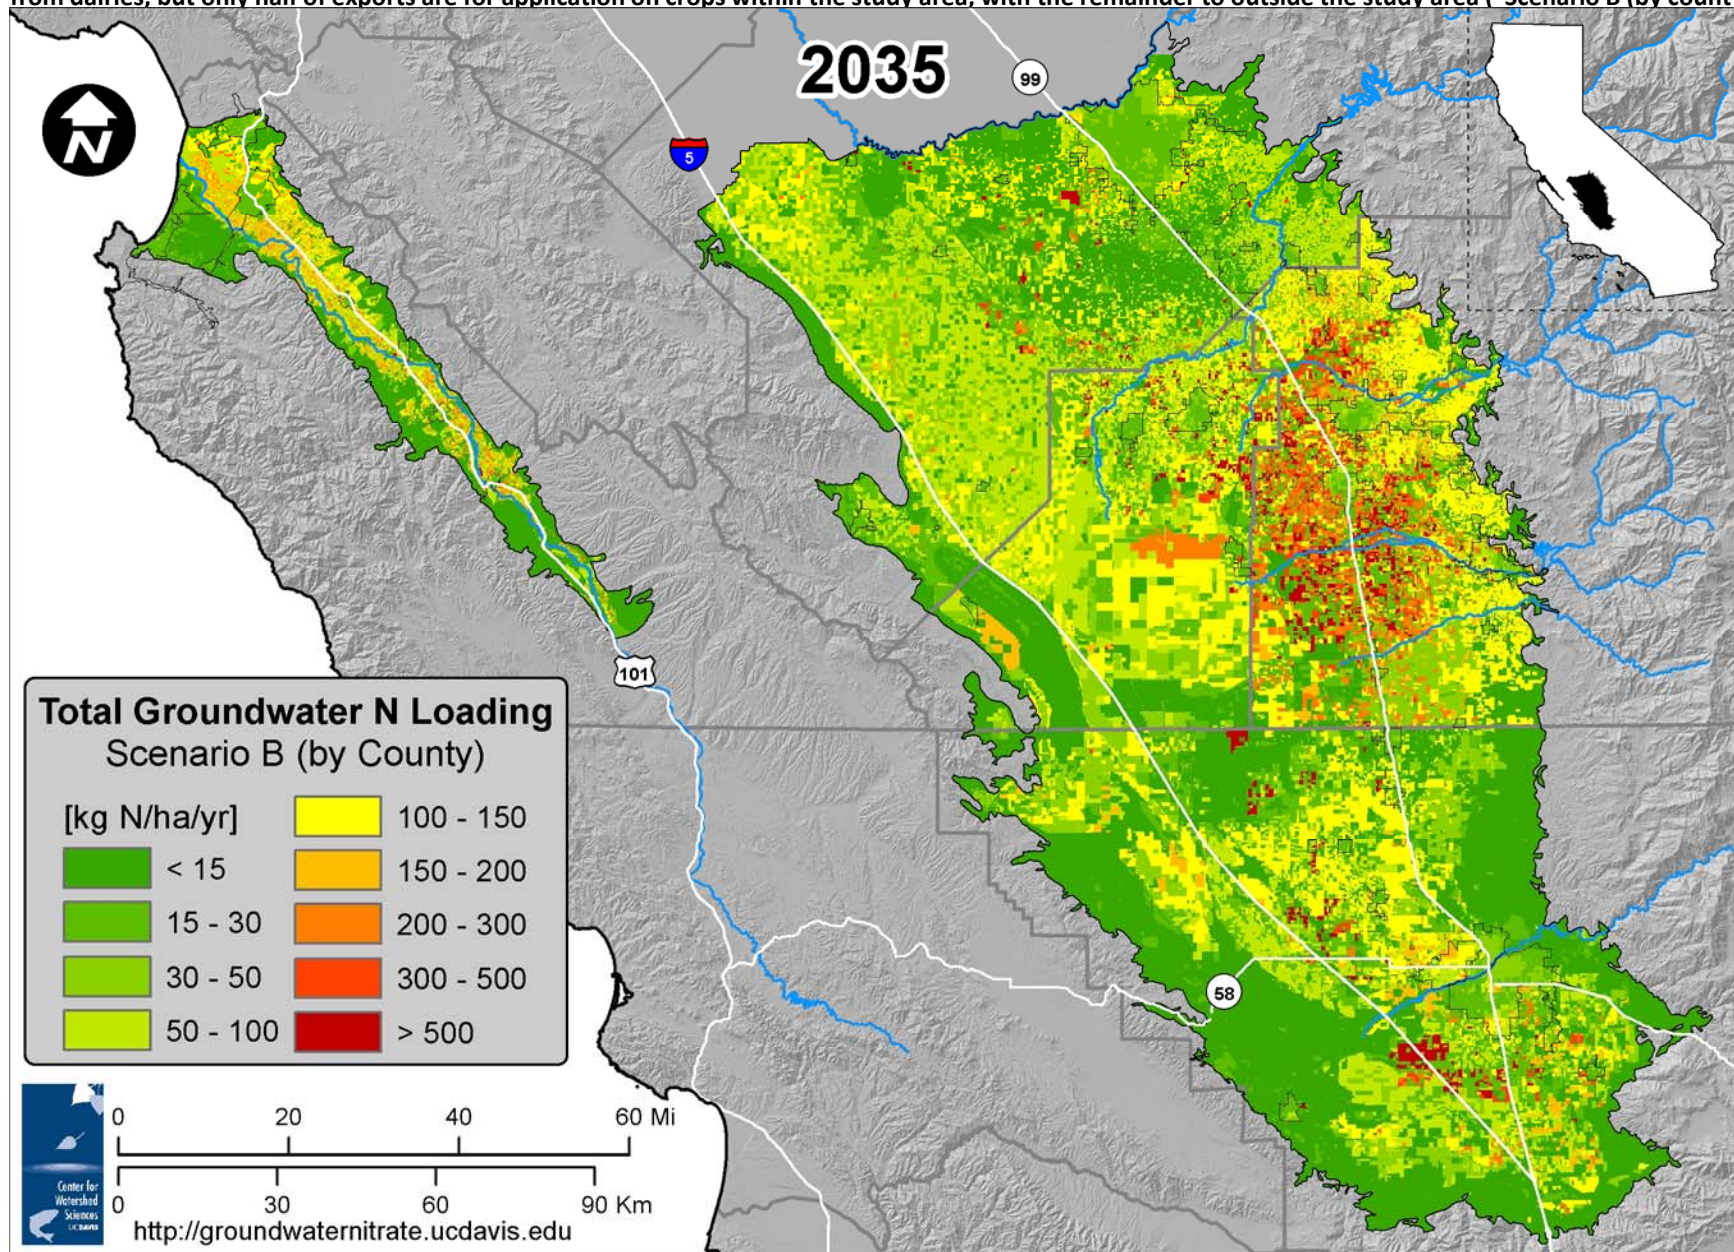 from dairies, but only half of exports are for application on crops within the study area, with the remainder to outside the study area ("Scenario B (by count
2035
99
5
N
101
58
Total Groundwater N Loading
Scenario B (by County)
[kg N/ha/yr]
< 15
15 - 30
30 - 50
50 - 100
100 - 150
150 - 200
200 - 300
300 - 500
> 500
0 20 40 60 Mi
0 30 60 90 Km
Center for
Watershed
Sciences
UC DAVIS
http://groundwaternitrate.ucdavis.edu